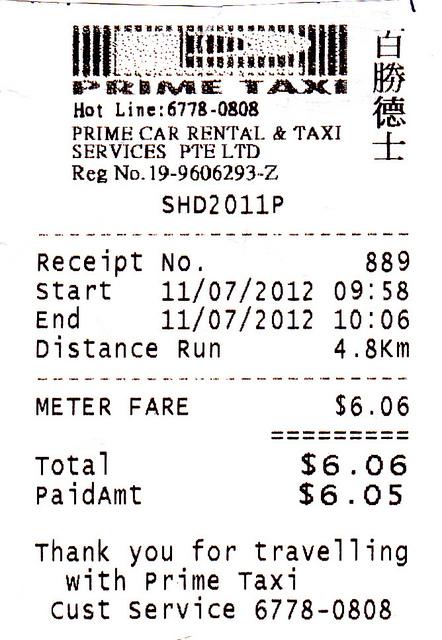 PRIME TAXI
白勝德士
Hot Line:6778-0808
PRIME CAR RENTAL & TAXI
SERVICES PTE LTD
Reg No.19-9606293-Z
SHD2011P
Receipt No. 889
Start 11/07/2012 09:58
End 11/07/2012 10:06
Distance Run 4.8Km
METER FARE $6.06
=========
Total $6.06
PaidAmt $6.05
Thank you for travelling
with Prime Taxi
Cust Service 6778-0808